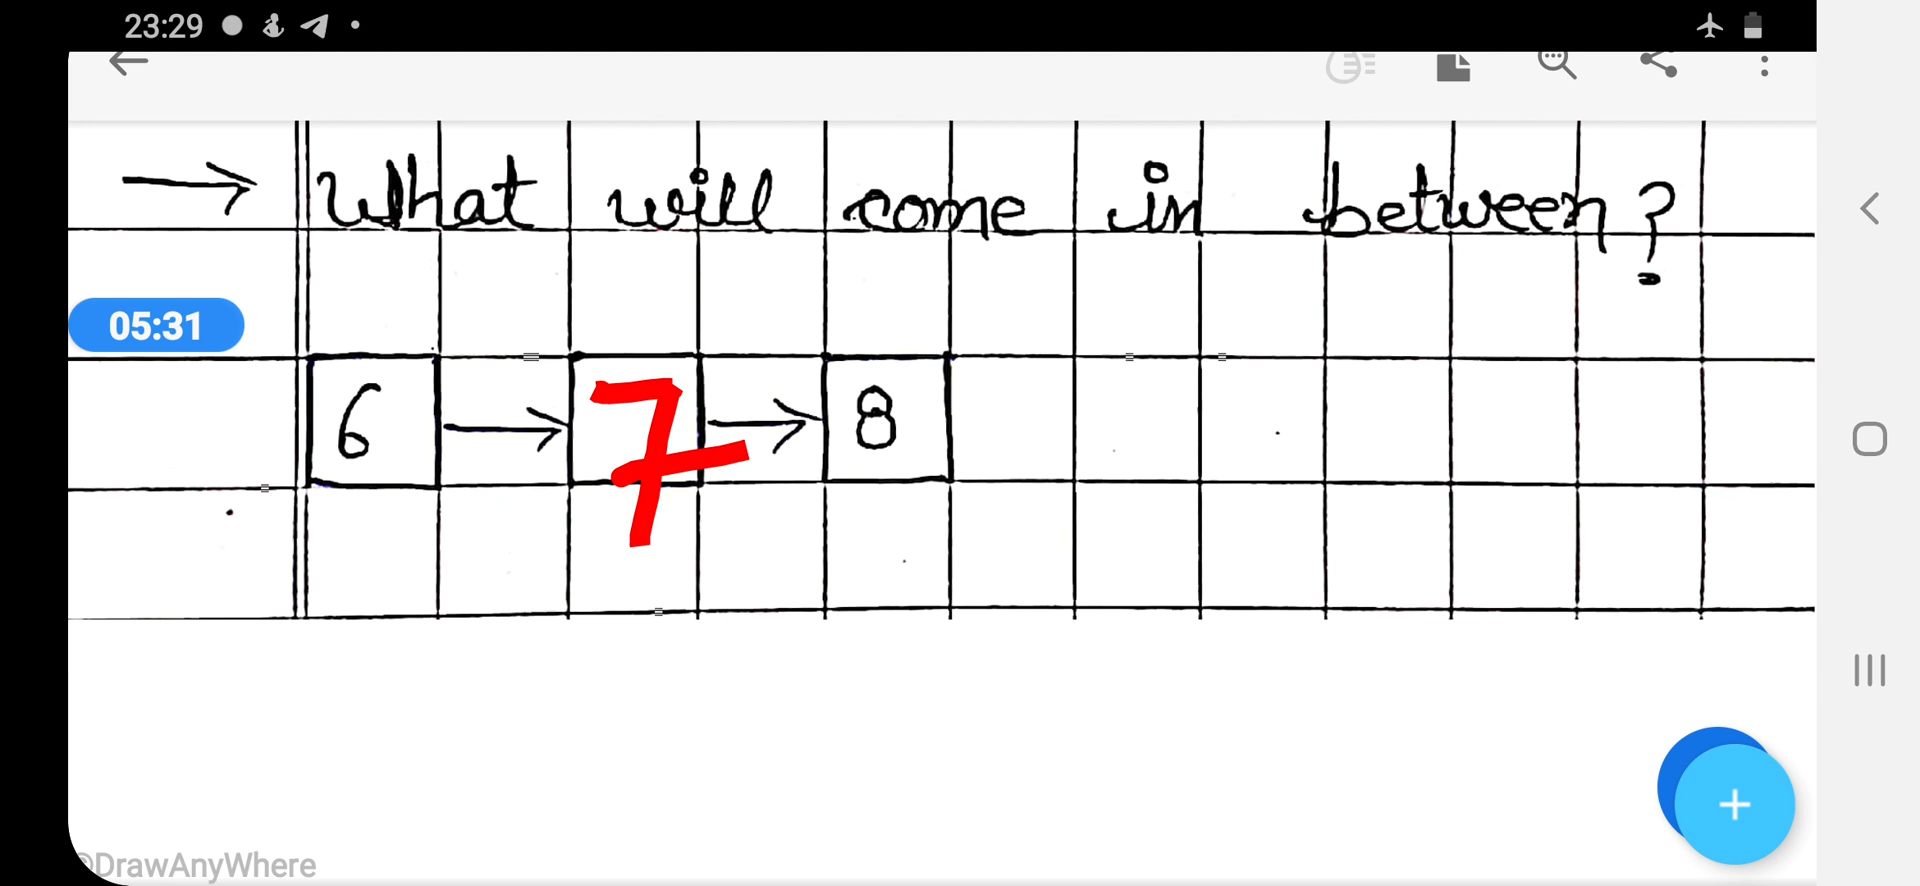 23:29
→ What will come in between?
05:31
6 → 7 → 8
©DrawAnyWhere